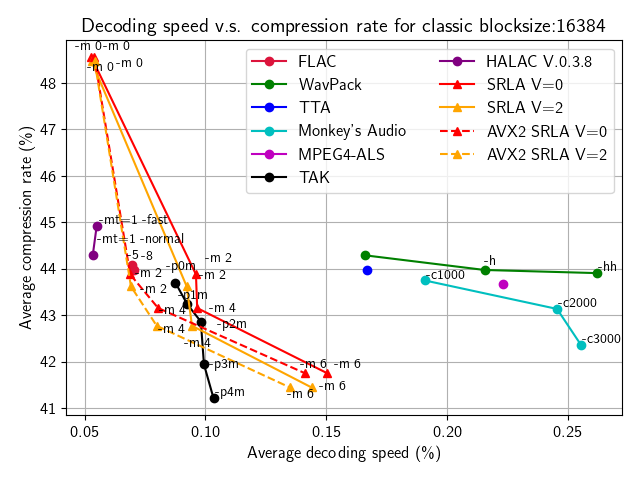 Decoding speed v.s. compression rate for classic blocksize:16384
Average compression rate (%)
48
47
46
45
44
43
42
41
0.05
0.10
0.15
0.20
0.25
Average decoding speed (%)
FLAC
WavPack
TTA
Monkey's Audio
MPEG4-ALS
TAK
HALAC V.0.3.8
SRLA V=0
SRLA V=2
AVX2 SRLA V=0
AVX2 SRLA V=2
-m 0
-m 0
-m 0
-m 0
-mt=1 -fast
-mt=1 -normal
-5
-8
-p0m
-m 2
-m 2
-m 2
-m 2
-p1m
-m 4
-m 4
-p2m
-m 4
-m 4
-p3m
-p4m
-m 6
-m 6
-m 6
-m 6
-h
-hh
-c1000
-c2000
-c3000